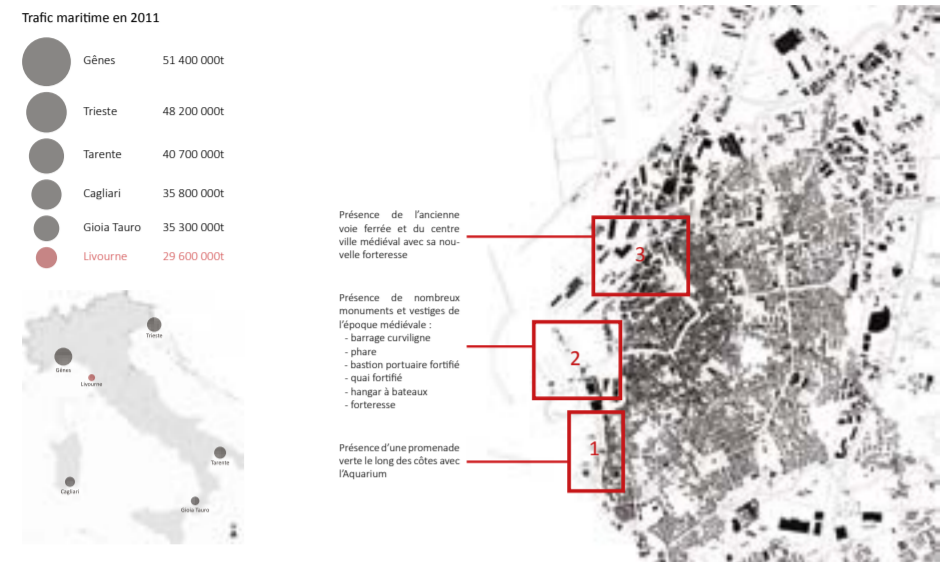 Trafic maritime en 2011
Gênes 51 400 000t
Trieste 48 200 000t
Tarente 40 700 000t
Cagliari 35 800 000t
Gioia Tauro 35 300 000t
Livourne 29 600 000t
Trieste
Gênes
Livourne
Tarente
Cagliari
Gioia Tauro
Présence de l'ancienne
voie ferrée et du centre
ville médiéval avec sa nou-
velle forteresse
3
Présence de nombreux
monuments et vestiges de
l'époque médiévale :
- barrage curviligne
- phare
- bastion portuaire fortifié
- quai fortifié
- hangar à bateaux
- forteresse
2
Présence d'une promenade
verte le long des côtes avec
l'Aquarium
1